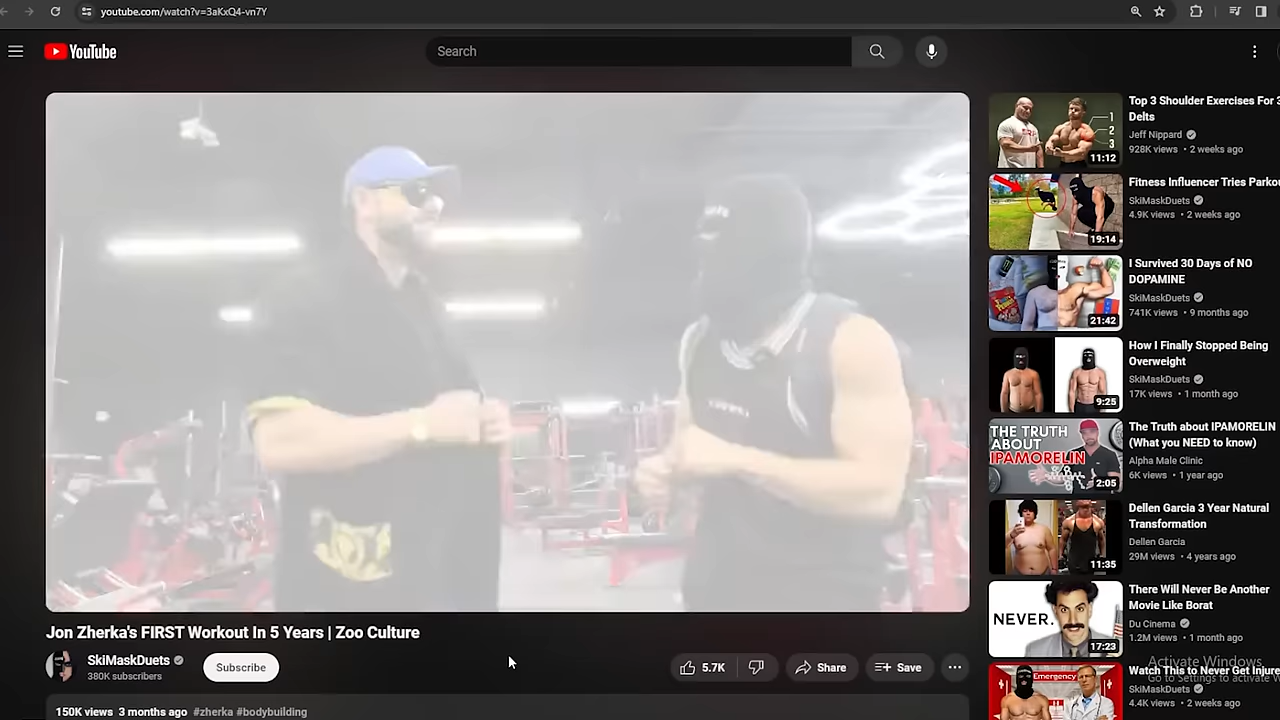 youtube.com/watch?v=3aKxQ4-vn7Y
YouTube
Search
Jon Zherka's FIRST Workout In 5 Years | Zoo Culture
SkiMaskDuets
380K subscribers
Subscribe
5.7K
Share
Save
150K views 3 months ago #zherka #bodybuilding
1
2
3
11:12
Top 3 Shoulder Exercises For
Delts
Jeff Nippard
928K views • 2 weeks ago
19:14
Fitness Influencer Tries
SkiMaskDuets
4.9K views • 2 weeks ago
21:42
I Survived 30 Days of NO
DOPAMINE
SkiMaskDuets
741K views • 9 months ago
9:25
How I Finally Stopped Being
Overweight
SkiMaskDuets
17K views • 1 month ago
THE TRUTH
ABOUT
IPAMORELIN
2:05
The Truth about IPAMORELIN
(What you NEED to know)
Alpha Male Clinic
6K views • 1 year ago
11:35
Dellen Garcia 3 Year Natural
Transformation
Dellen Garcia
29M views • 4 years ago
NEVER.
17:23
There Will Never Be Another
Movie Like Borat
Du Cinema
1.2M views • 1 month ago
Emergency
Watch This to Never Get
SkiMaskDuets
4.4K views • 2 weeks ago
Activate Windows
Go to Settings to activate